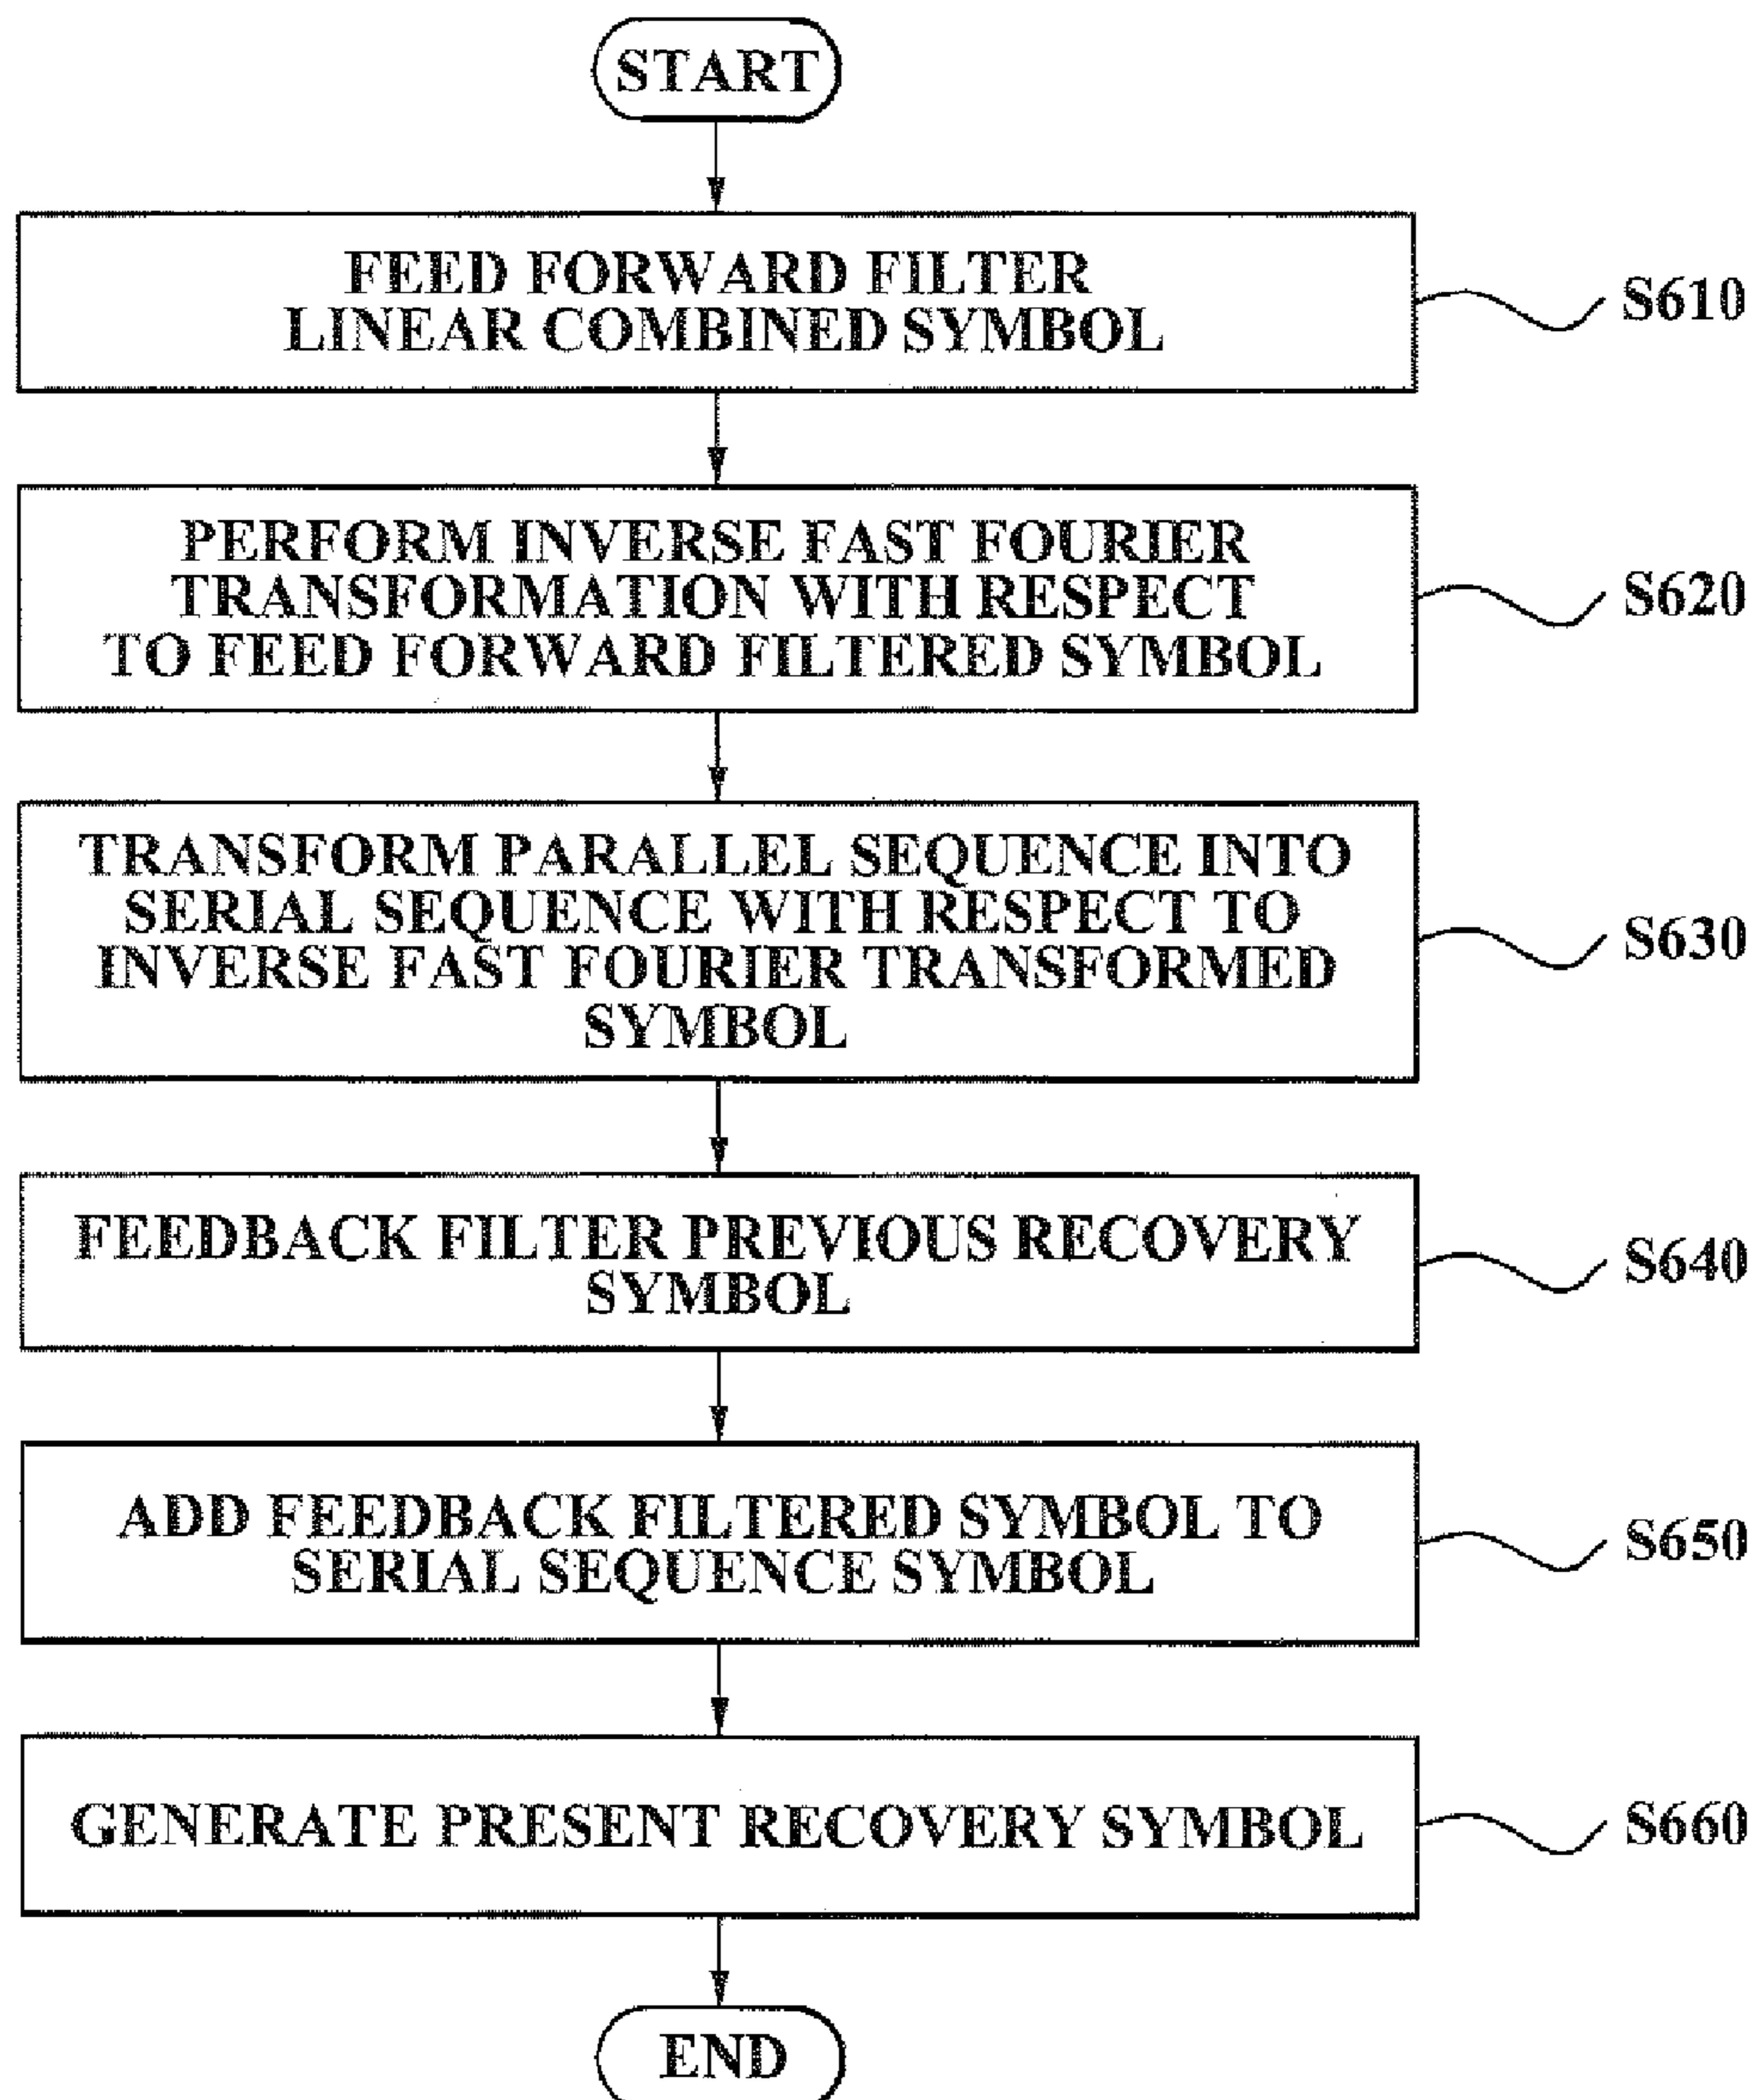 START
FEED FORWARD FILTER
LINEAR COMBINED SYMBOL
S610
PERFORM INVERSE FAST FOURIER
TRANSFORMATION WITH RESPECT
TO FEED FORWARD FILTERED SYMBOL
S620
TRANSFORM PARALLEL SEQUENCE INTO
SERIAL SEQUENCE WITH RESPECT TO
INVERSE FAST FOURIER TRANSFORMED
SYMBOL
S630
FEEDBACK FILTER PREVIOUS RECOVERY
SYMBOL
S640
ADD FEEDBACK FILTERED SYMBOL TO
SERIAL SEQUENCE SYMBOL
S650
GENERATE PRESENT RECOVERY SYMBOL
S660
END